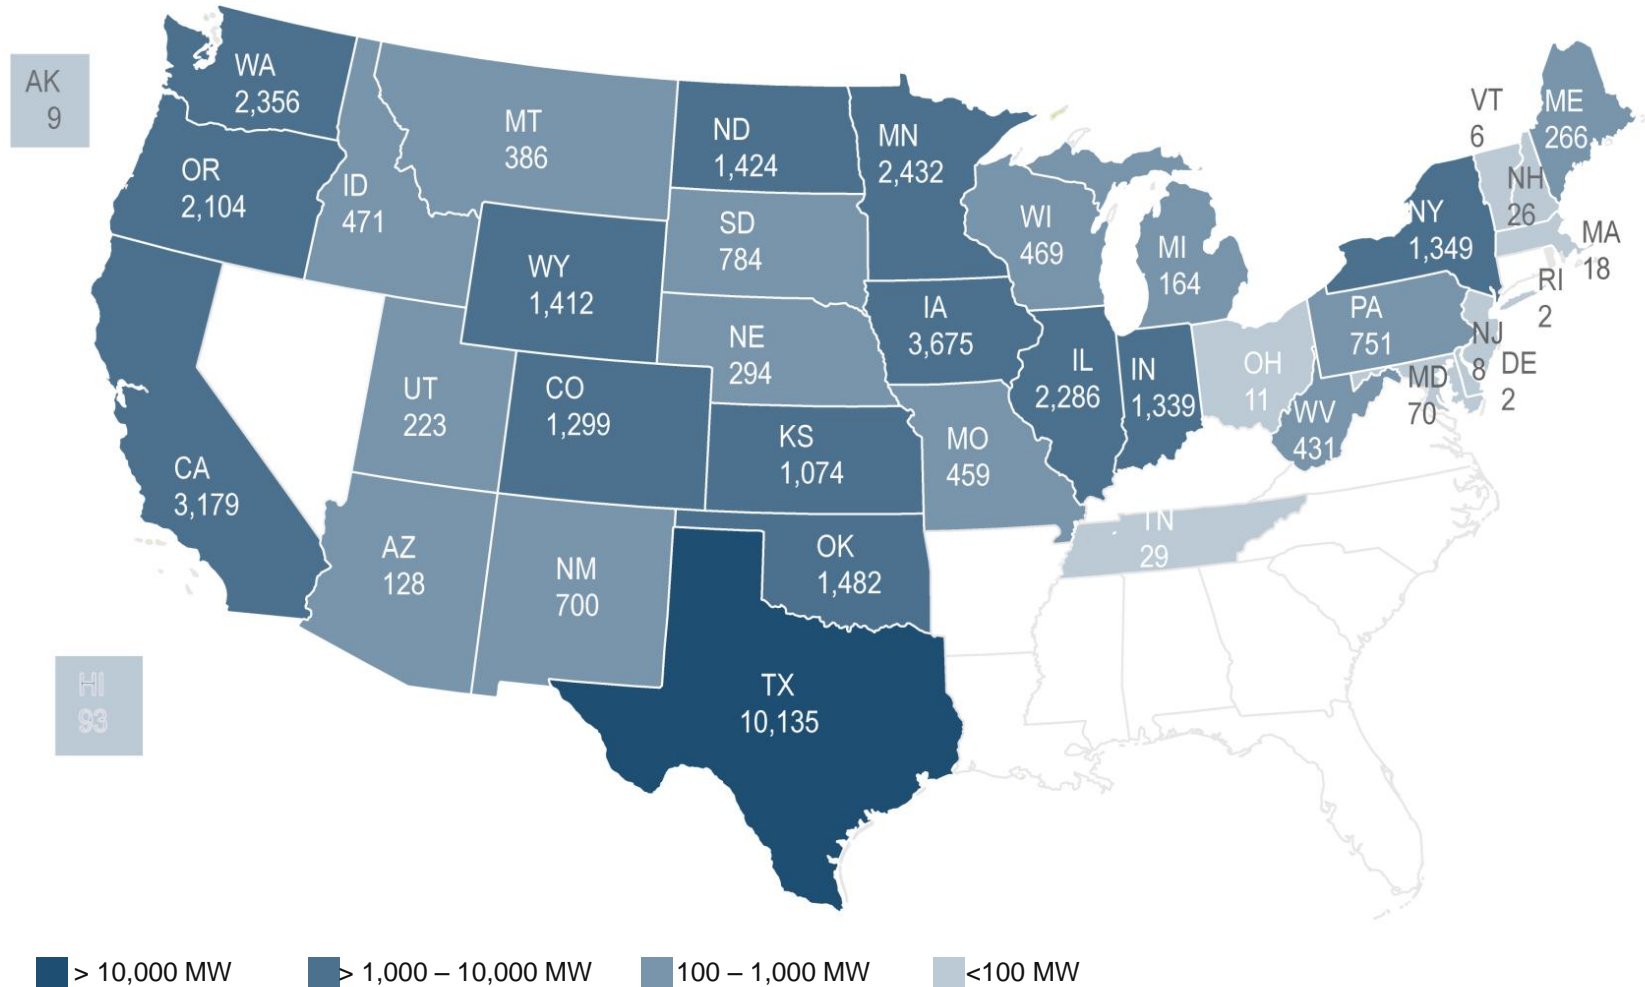 WA
2,356
AK
9
MT
386
ND
1,424
MN
2,432
VT
6
ME
266
OR
2,104
ID
471
SD
784
WI
469
MI
164
NH
26
NY
1,349
MA
18
RI
2
WY
1,412
IA
3,675
PA
751
NJ
8
DE
2
NE
294
IL
2,286
IN
1,339
OH
11
MD
70
UT
223
CO
1,299
KS
1,074
MO
459
WV
431
CA
3,179
AZ
128
NM
700
OK
1,482
TN
29
HI
93
TX
10,135
> 10,000 MW
> 1,000 – 10,000 MW
100 – 1,000 MW
<100 MW